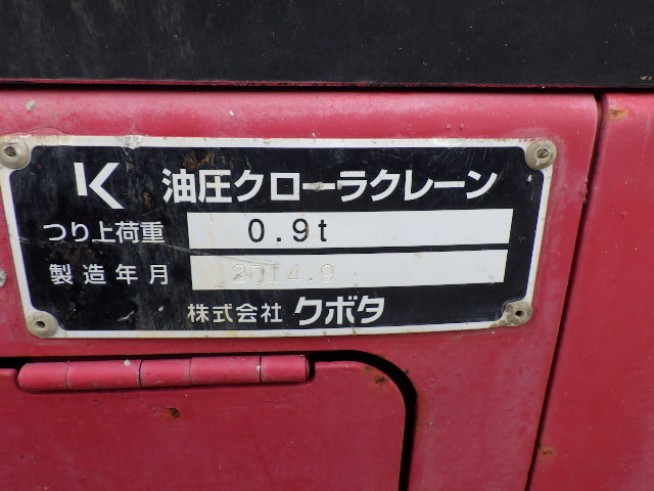 油圧クローラクレーン
つり上荷重 0.9t
製造年月 2014.9
株式会社 クボタ